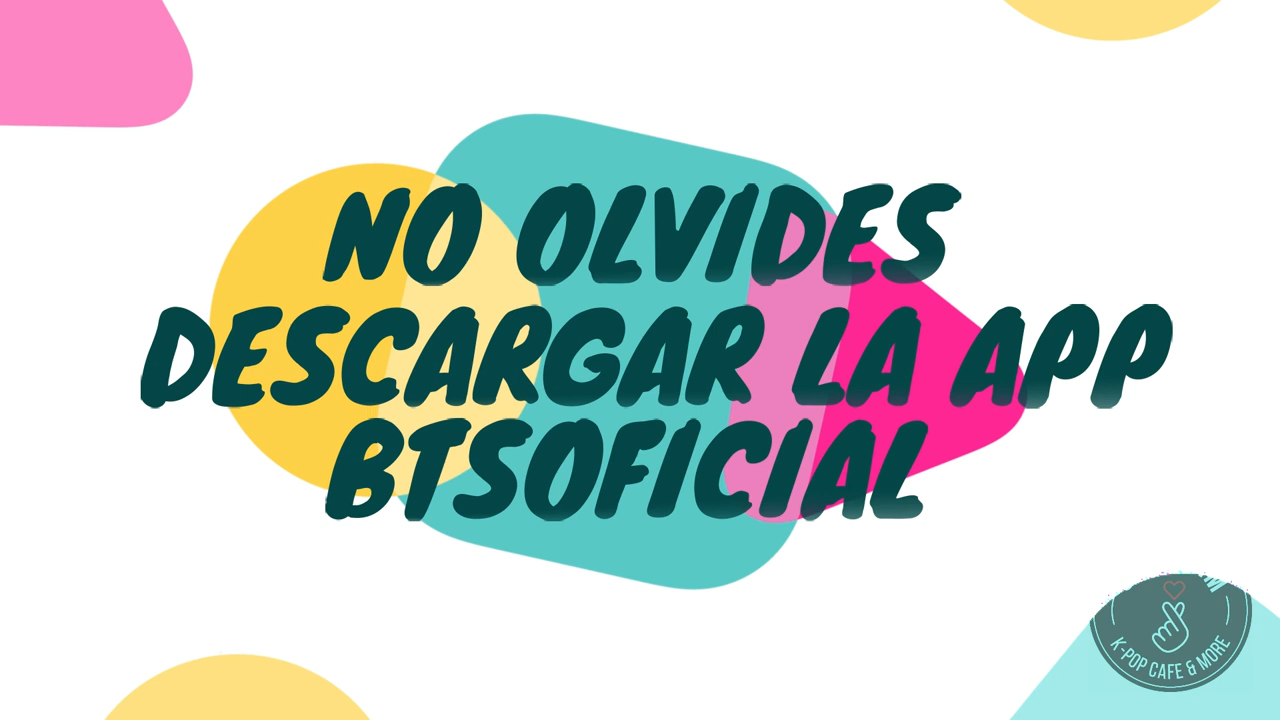 NO OLVIDES
DESCARGAR LA APP
BTSOFICIAL
K-POP CAFE & MORE